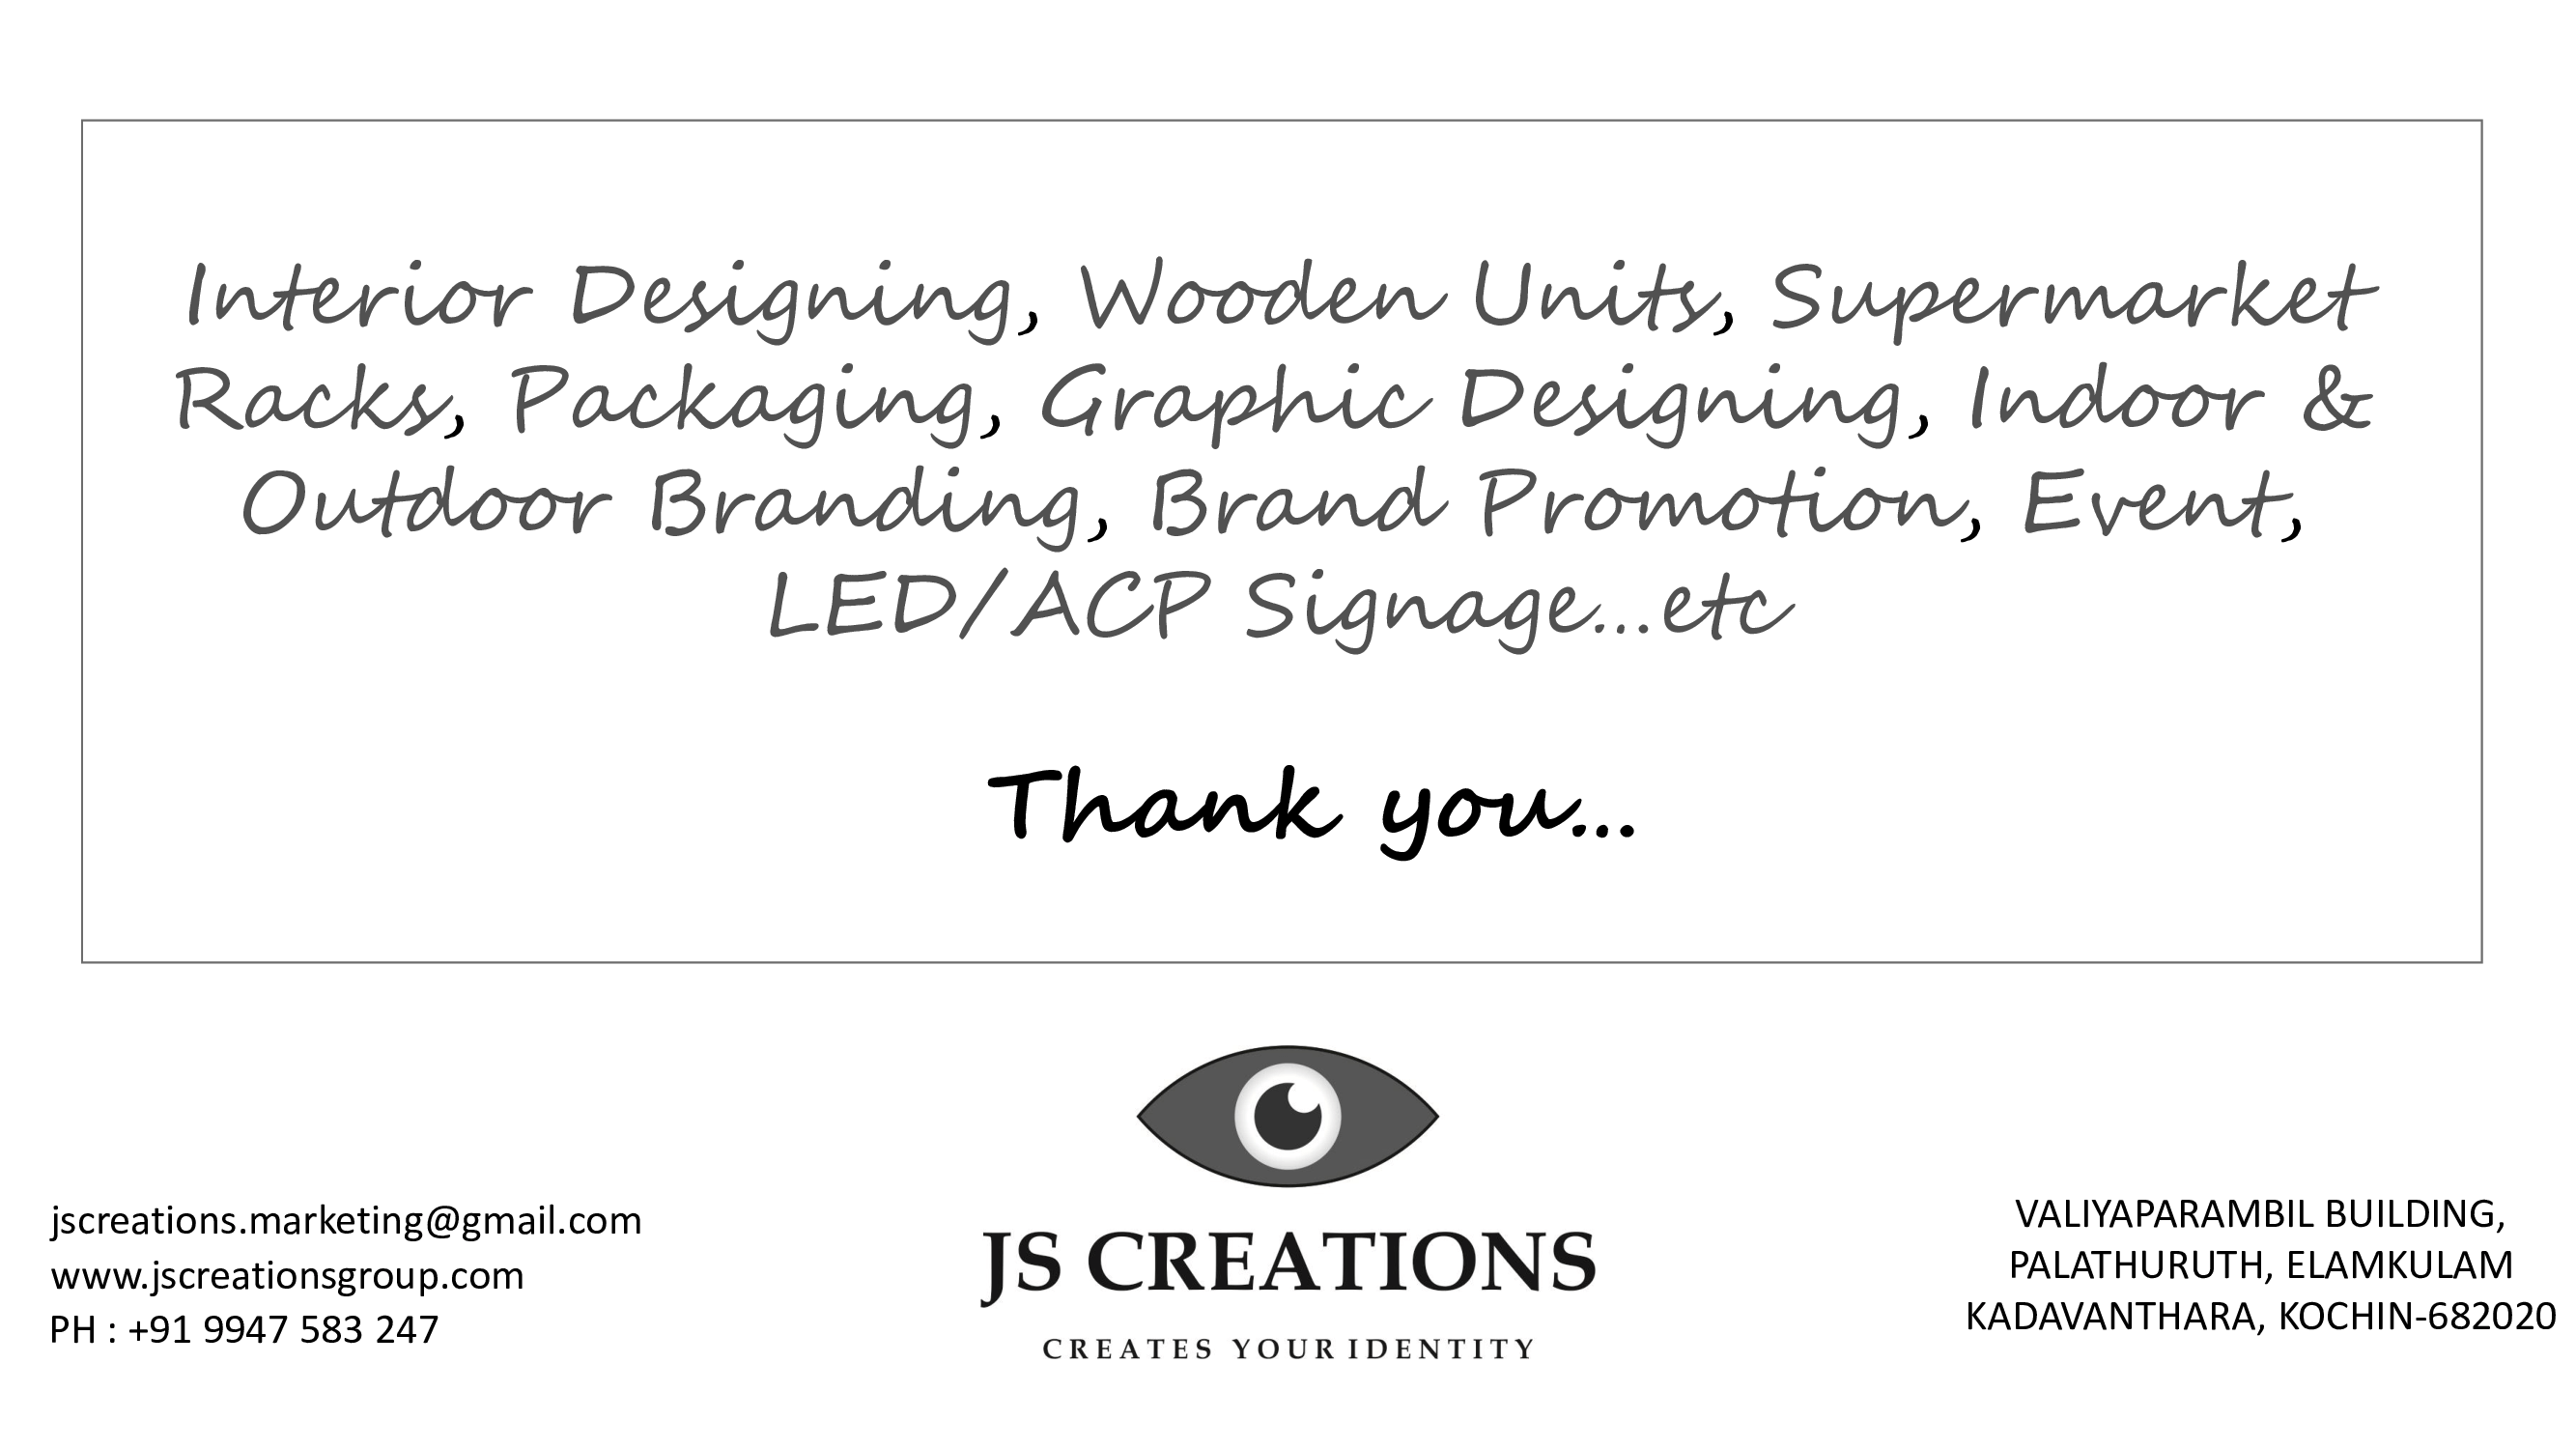 Interior Designing, Wooden Units, Supermarket
Racks, Packaging, Graphic Designing, Indoor &
Outdoor Branding, Brand Promotion, Event,
LED/ACP Signage...etc
Thank you...
jscreations.marketing@gmail.com
www.jscreationsgroup.com
PH : +91 9947 583 247
JS CREATIONS
CREATES YOUR IDENTITY
VALIYAPARAMBIL BUILDING,
PALATHURUTH, ELAMKULAM
KADAVANTHARA, KOCHIN-682020